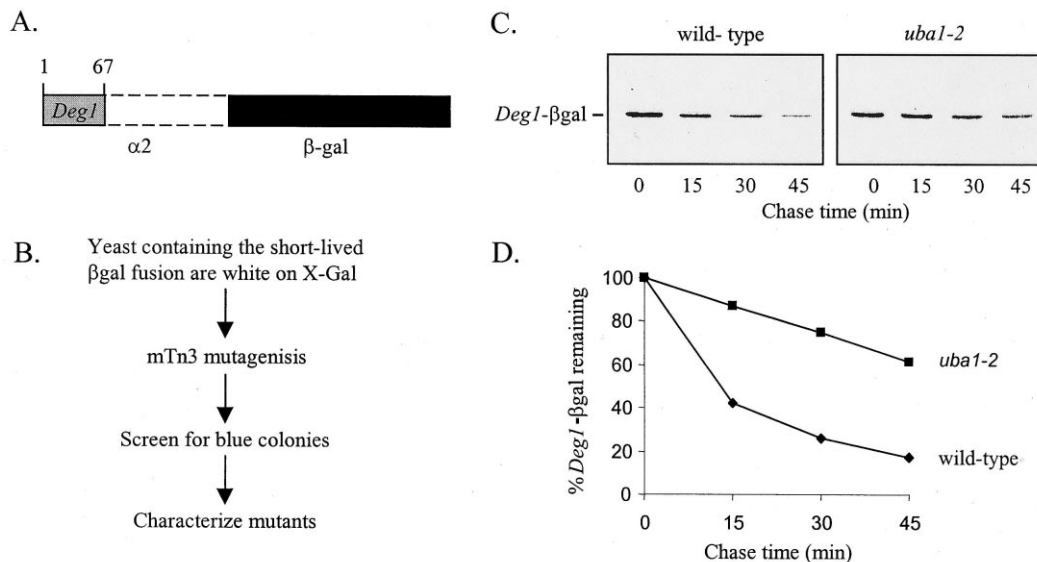 A.
1 67
Deg1
α2 β-gal
B.
Yeast containing the short-lived
βgal fusion are white on X-Gal
mTn3 mutagenisis
Screen for blue colonies
Characterize mutants
C.
wild- type uba1-2
Deg1-βgal
0 15 30 45 0 15 30 45
Chase time (min)
D.
% Deg1 -βgal remaining
100
80
60
40
20
0
uba1-2
wild-type
0 15 30 45
Chase time (min)